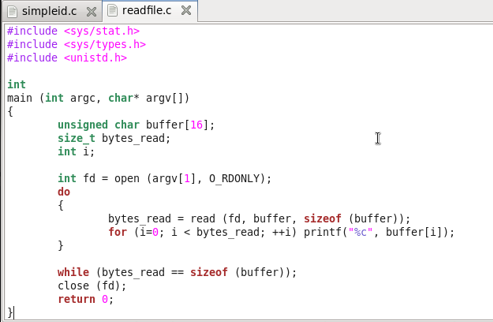 simpleid.c readfile.c
#include <sys/stat.h>
#include <sys/types.h>
#include <unistd.h>
int
main (int argc, char* argv[])
{
unsigned char buffer[16];
size_t bytes_read;
int i;
int fd = open (argv[1], O_RDONLY);
do
{
bytes_read = read (fd, buffer, sizeof (buffer));
for (i=0; i < bytes_read; ++i) printf("%c", buffer[i]);
}
while (bytes_read == sizeof (buffer));
close (fd);
return 0;
}